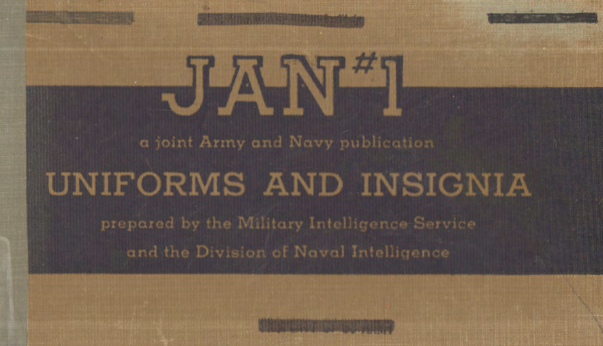 JAN #1
a joint Army and Navy publication
UNIFORMS AND INSIGNIA
prepared by the Military Intelligence Service
and the Division of Naval Intelligence